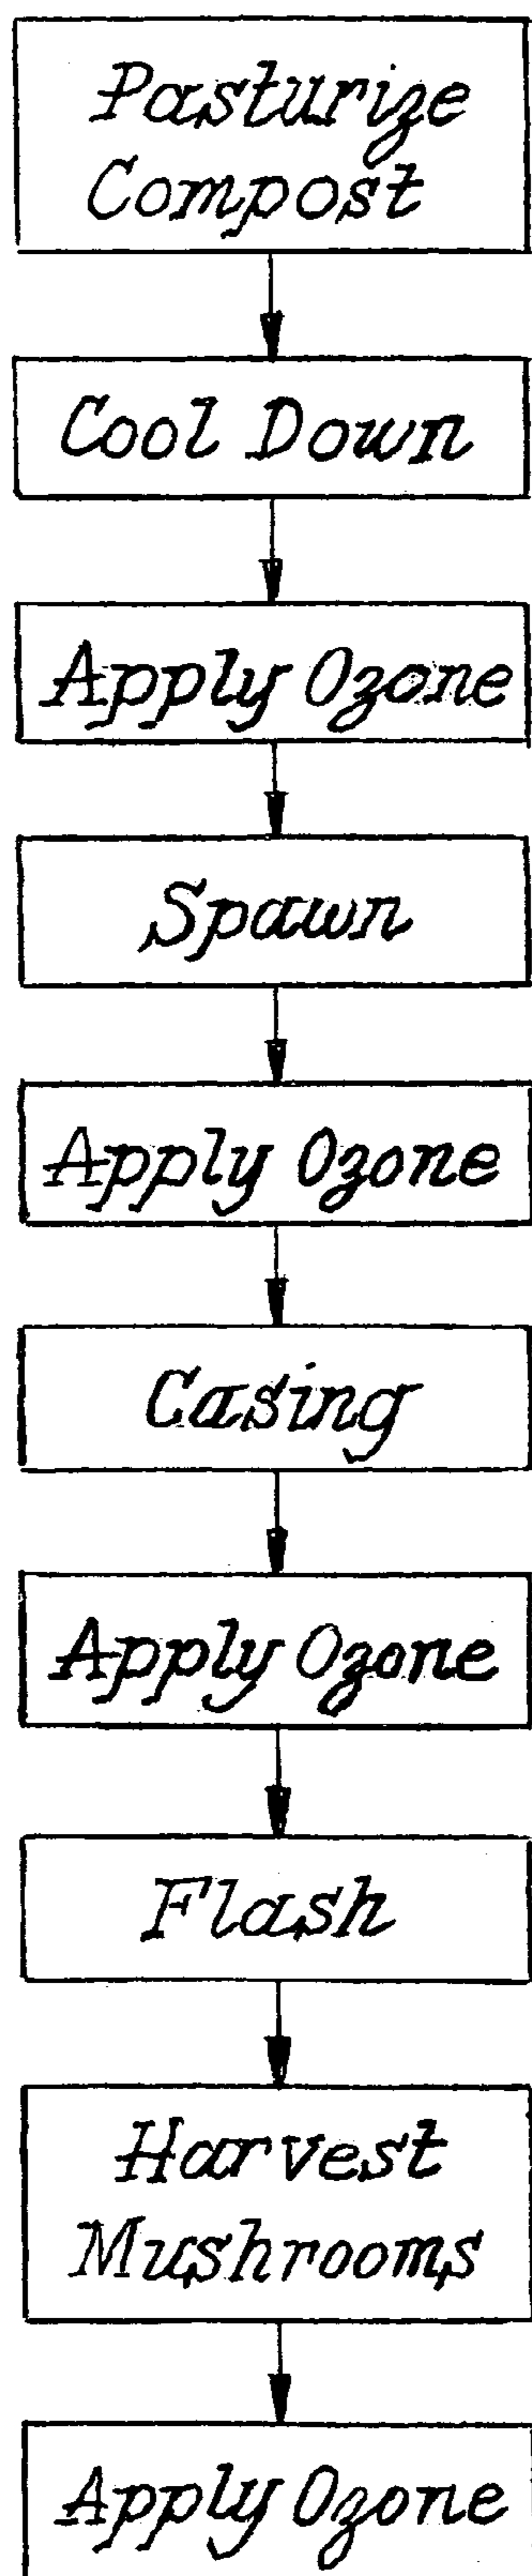 Pasturize
Compost
Cool Down
Apply Ozone
Spawn
Apply Ozone
Casing
Apply Ozone
Flash
Harvest
Mushrooms
Apply Ozone